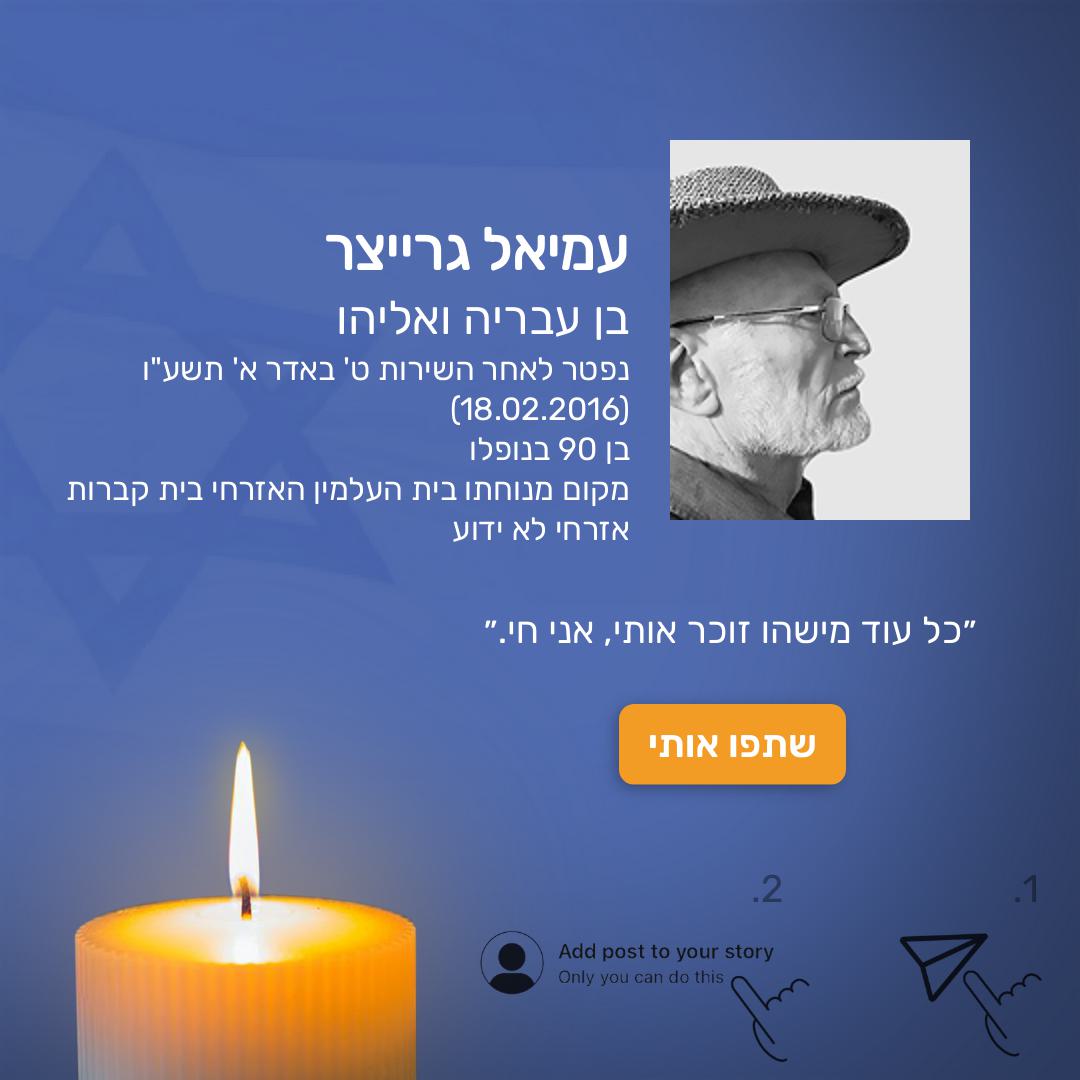 עמיאל גרייצר
בן עבריה ואליהו
נפטר לאחר השירות ט' באדר א' תשע"ו
(18.02.2016)
בן 90 בנופלו
מקום מנוחתו בית העלמין האזרחי בית קברות
אזרחי לא ידוע
״כל עוד מישהו זוכר אותי, אני חי.״
שתפו אותי
.1
.2
Add post to your story
Only you can do this